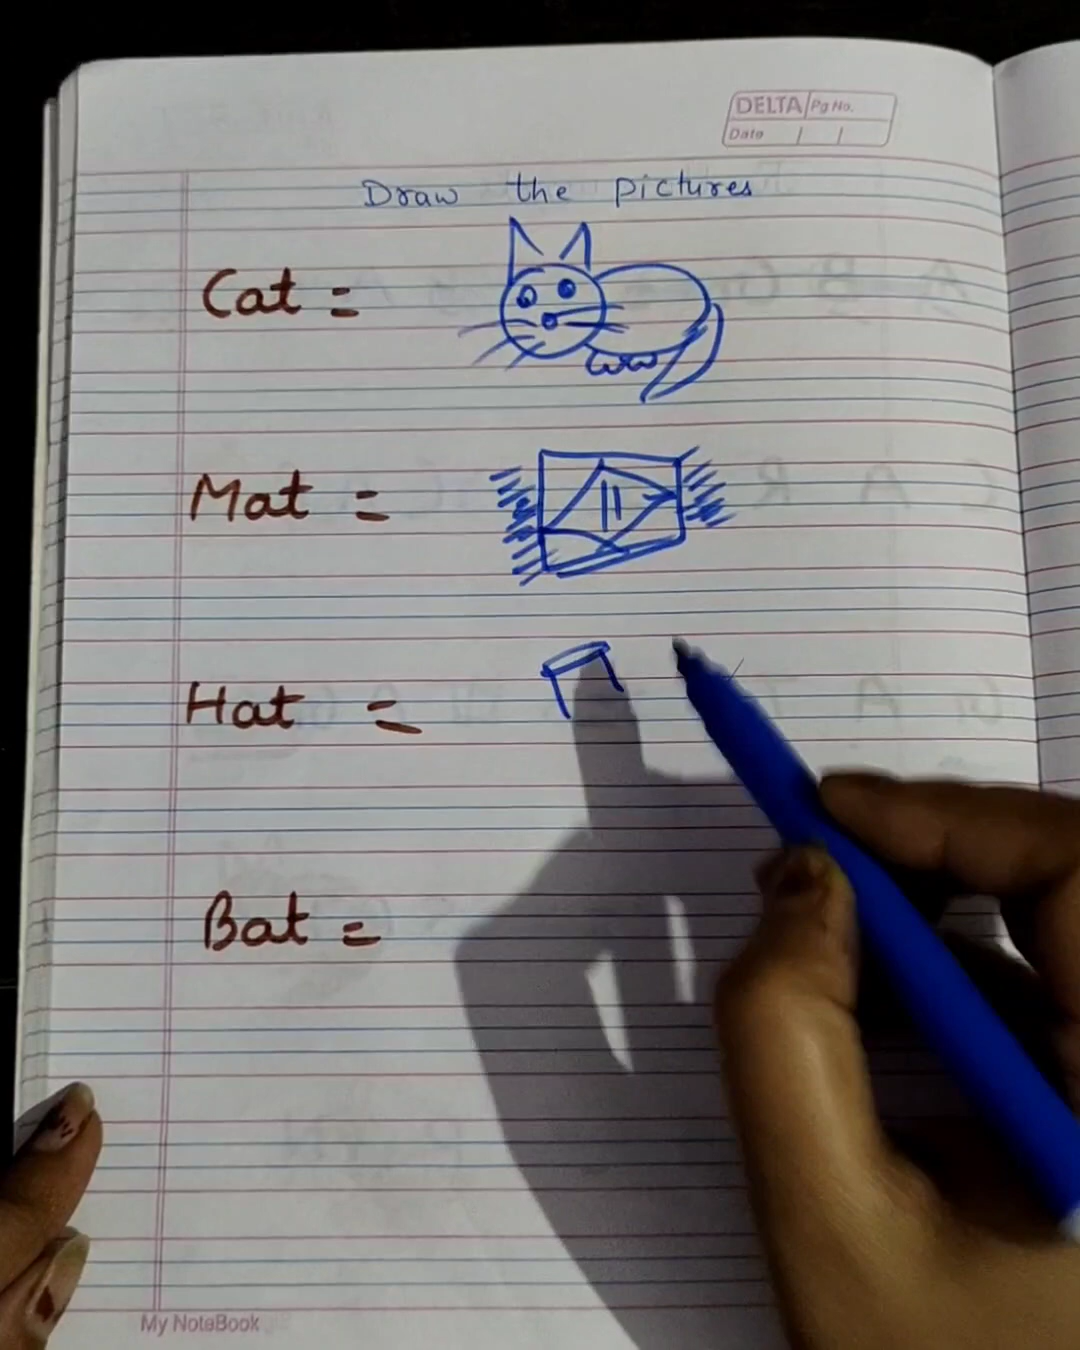 DELTA Pg No.
Date / /
Draw the pictures
Cat =
Mat =
Hat =
Bat =
My NoteBook